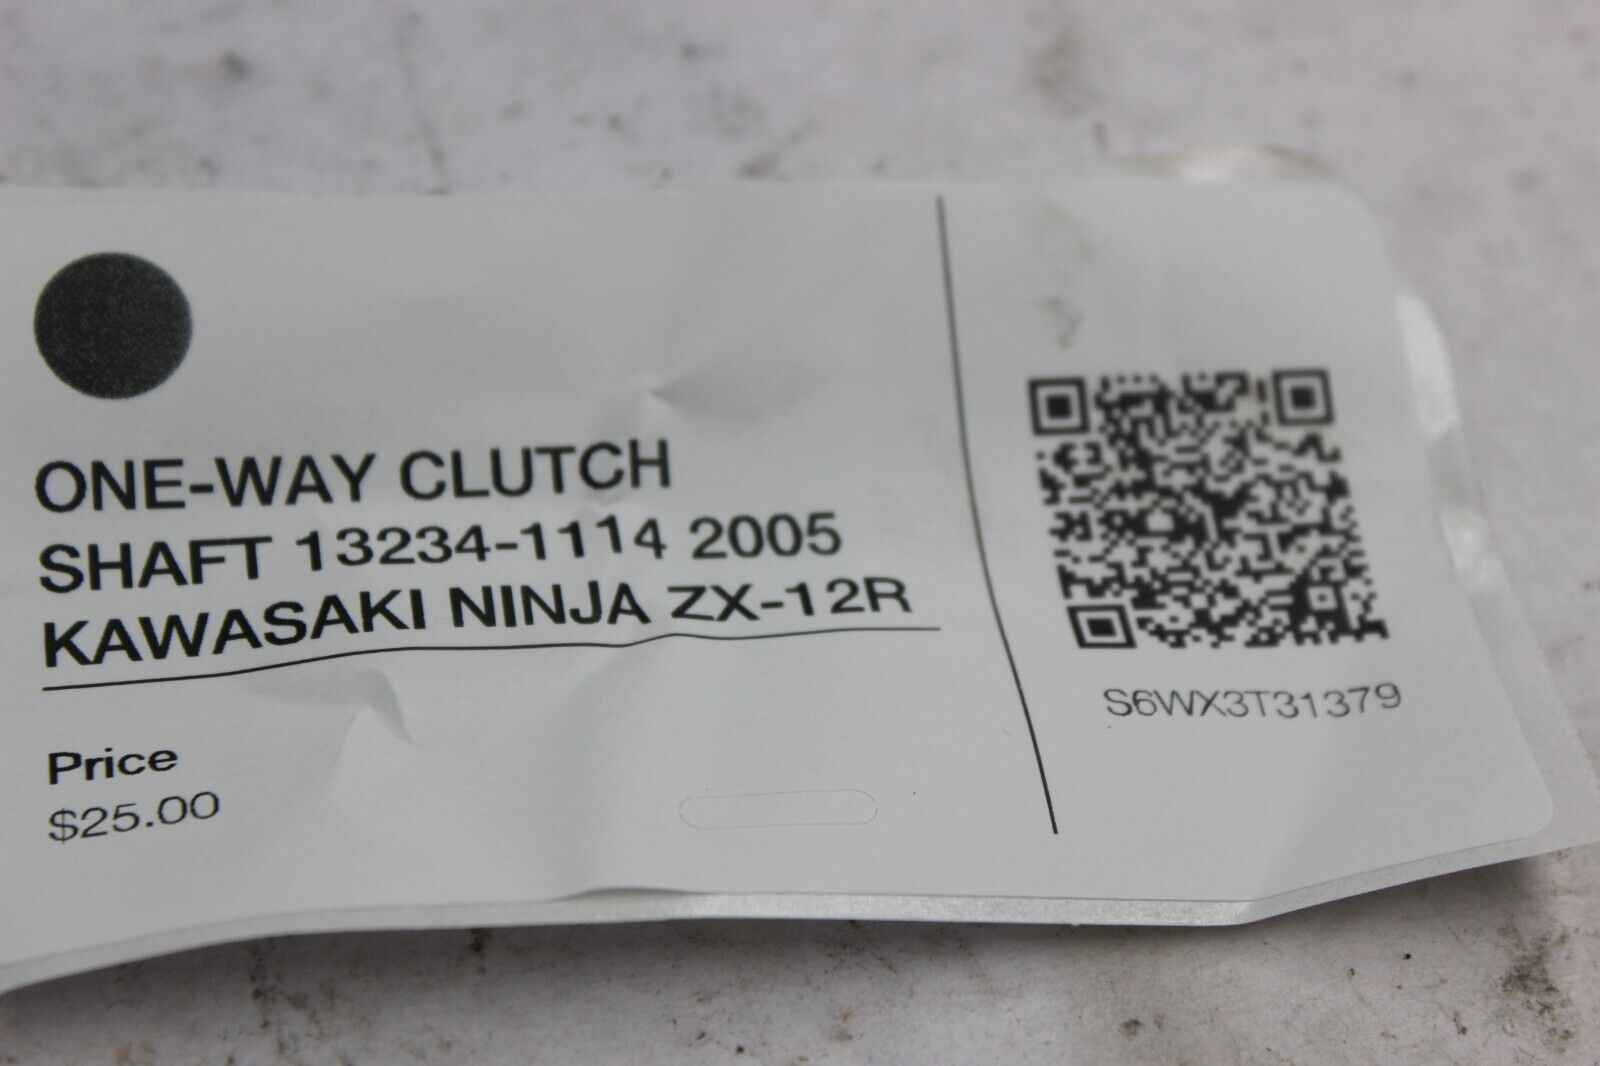 ONE-WAY CLUTCH
SHAFT 13234-1114 2005
KAWASAKI NINJA ZX-12R
Price
$25.00
S6WX3T31379